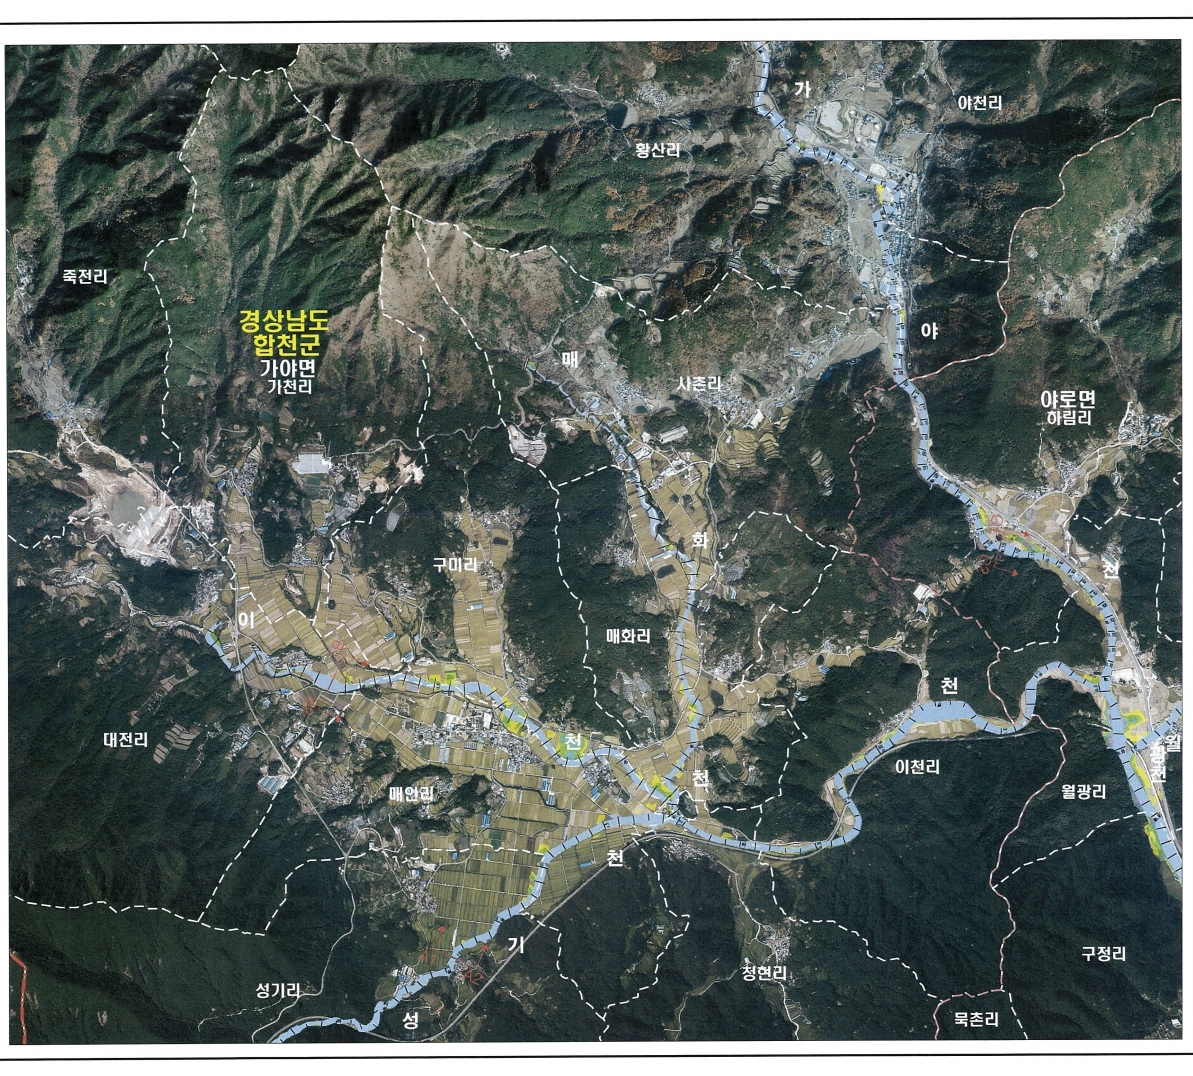 가
야천리
황산리
죽전리
경상남도
합천군
가야면
가천리
야
매
사촌리
야로면
하림리
화
구미리
천
이
매화리
천
대전리
천
월
광
천
이천리
천
매안리
월광리
천
기
구정리
청현리
성기리
성
묵촌리